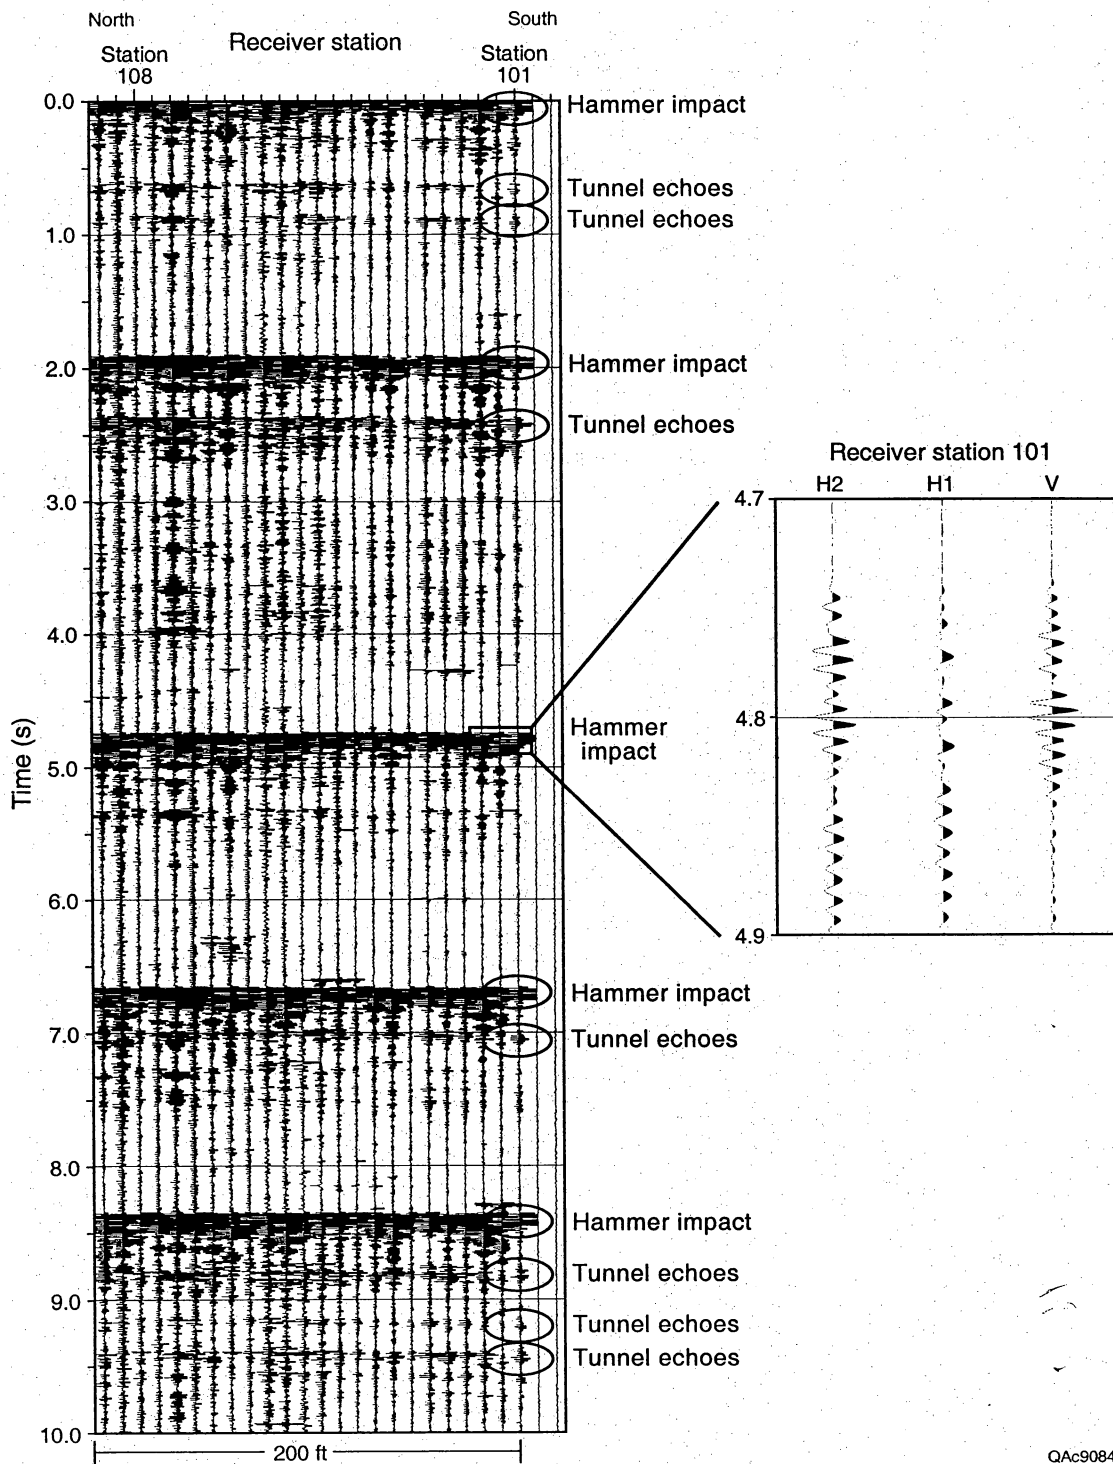 North
South
Receiver station
Station
108
Station
101
0.0
Hammer impact
Tunnel echoes
Tunnel echoes
1.0
2.0
Hammer impact
Tunnel echoes
3.0
4.0
Time (s)
Hammer
impact
5.0
6.0
Hammer impact
7.0
Tunnel echoes
8.0
Hammer impact
Tunnel echoes
9.0
Tunnel echoes
Tunnel echoes
10.0
200 ft
Receiver station 101
H2 H1 V
4.7
4.8
4.9
QAc9084